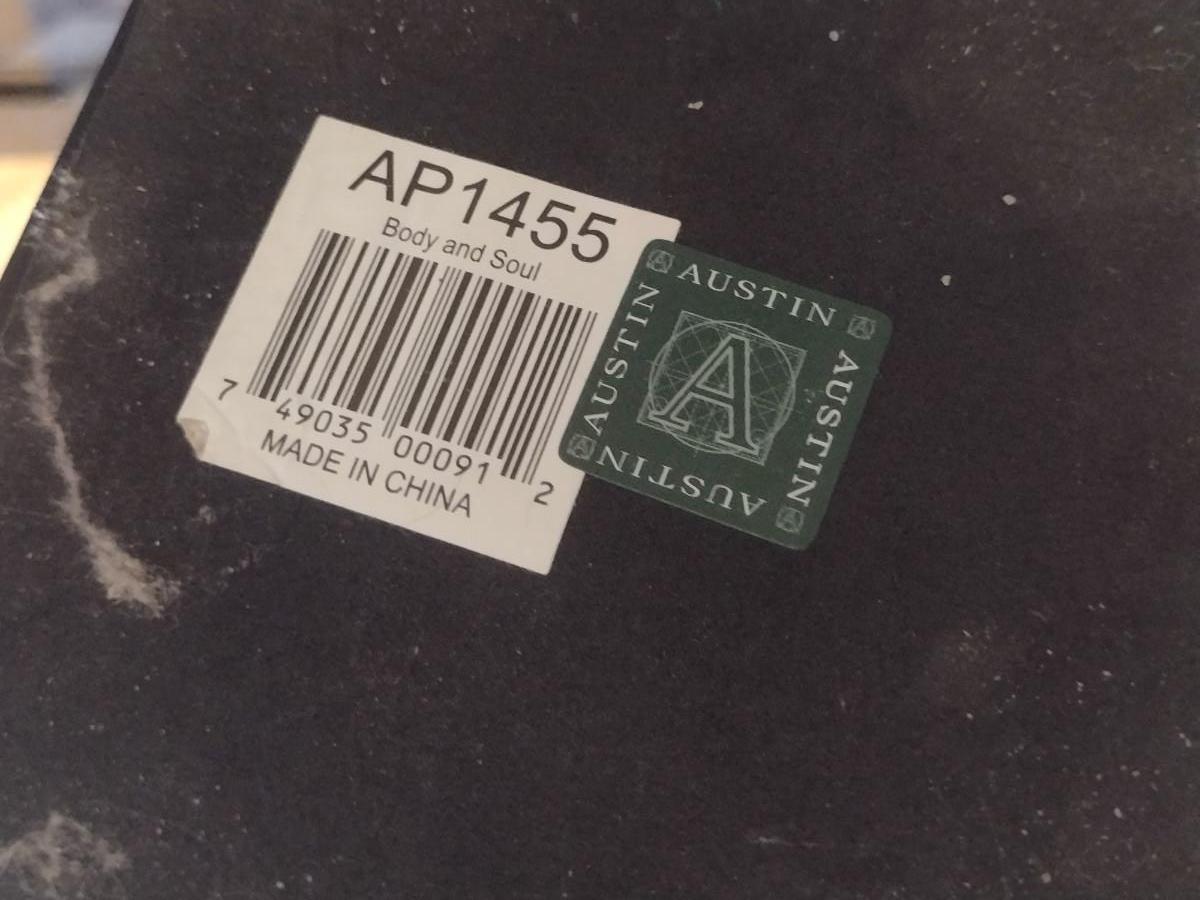 AP1455
Body and Soul
7 49035 00091 2
MADE IN CHINA
AUSTIN
AUSTIN
AUSTIN
AUSTIN
A